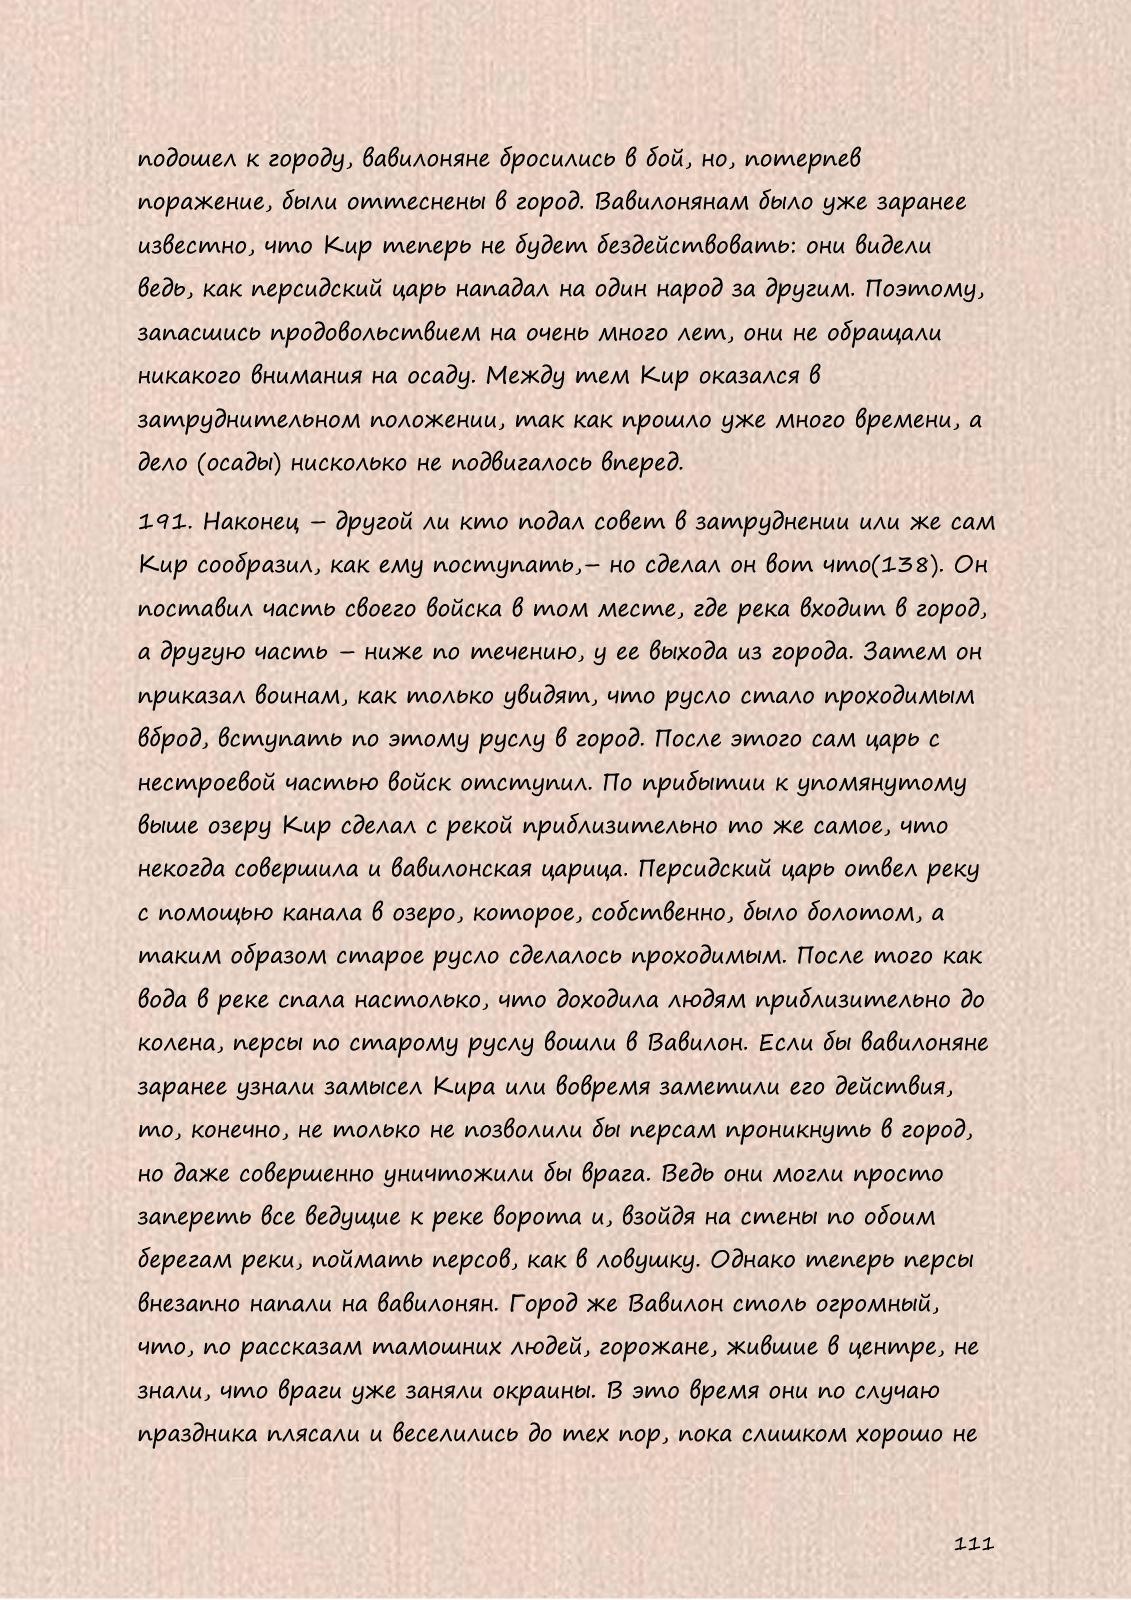 подошел к городу, вавилоняне бросились в бой, но, потерпев
поражение, были оттеснены в город. Вавилонянам было уже заранее
известно, что Кир теперь не будет бездействовать: они видели
ведь, как персидский царь нападал на один народ за другим. Поэтому,
запасшись продовольствием на очень много лет, они не обращали
никакого внимания на осаду. Между тем Кир оказался в
затруднительном положении, так как прошло уже много времени, а
дело (осады) нисколько не подвигалось вперед.
191. Наконец – другой ли кто подал совет в затруднении или же сам
Кир сообразил, как ему поступать,– но сделал он вот что(138). Он
поставил часть своего войска в том месте, где река входит в город,
а другую часть – ниже по течению, у ее выхода из города. Затем он
приказал воинам, как только увидят, что русло стало проходимым
вброд, вступать по этому руслу в город. После этого сам царь с
нестроевой частью войск отступил. По прибытии к упомянутому
выше озеру Кир сделал с рекой приблизительно то же самое, что
некогда совершила и вавилонская царица. Персидский царь отвел реку
с помощью канала в озеро, которое, собственно, было болотом, а
таким образом старое русло сделалось проходимым. После того как
вода в реке спала настолько, что доходила людям приблизительно до
колена, персы по старому руслу вошли в Вавилон. Если бы вавилоняне
заранее узнали замысел Кира или вовремя заметили его действия,
то, конечно, не только не позволили бы персам проникнуть в город,
но даже совершенно уничтожили бы врага. Ведь они могли просто
запереть все ведущие к реке ворота и, взойдя на стены по обоим
берегам реки, поймать персов, как в ловушку. Однако теперь персы
внезапно напали на вавилонян. Город же Вавилон столь огромный,
что, по рассказам тамошних людей, горожане, жившие в центре, не
знали, что враги уже заняли окраины. В это время они по случаю
праздника плясали и веселились до тех пор, пока слишком хорошо не
111